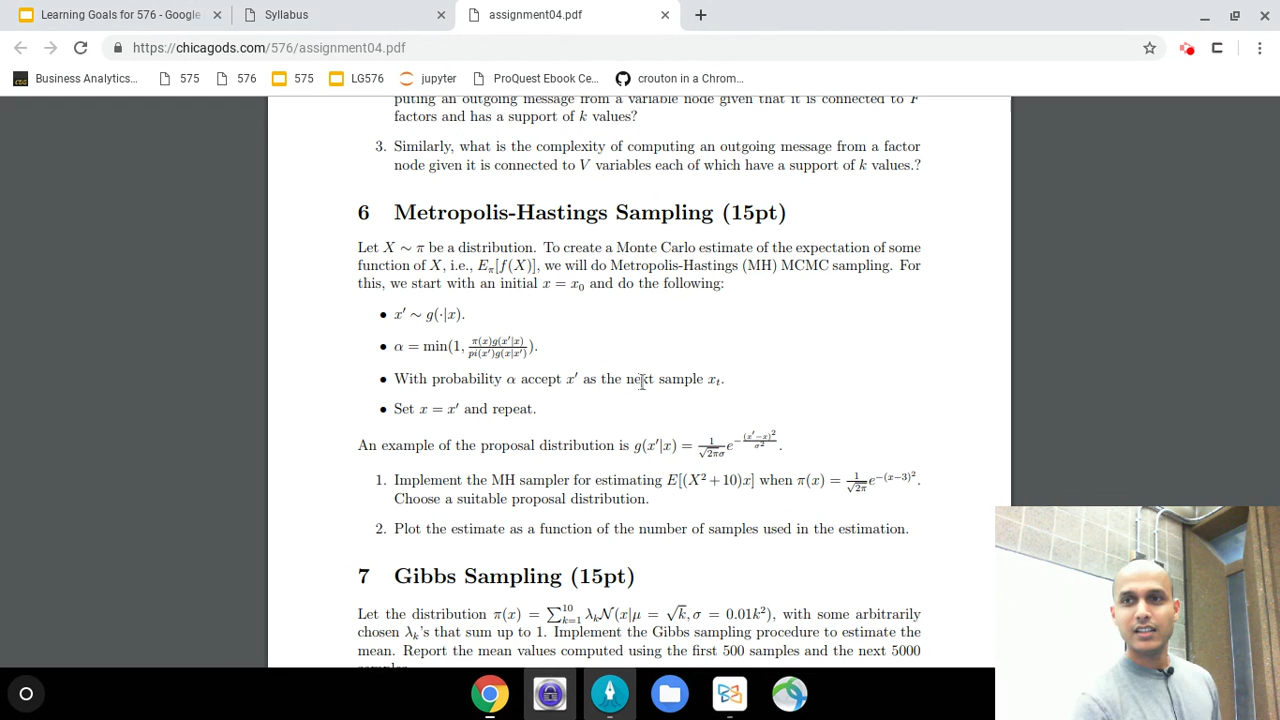 Learning Goals for 576 - Google
Syllabus
assignment04.pdf
https://chicagods.com/576/assignment04.pdf
Business Analytics... 575 576 575 LG576 jupyter ProQuest Ebook Ce... crouton in a Chrom...
puting an outgoing message from a variable node given that it is connected to F
factors and has a support of k values?
3. Similarly, what is the complexity of computing an outgoing message from a factor
node given it is connected to V variables each of which have a support of k values.?
6 Metropolis-Hastings Sampling (15pt)
Let X ∼ π be a distribution. To create a Monte Carlo estimate of the expectation of some
function of X, i.e., E_π[f(X)], we will do Metropolis-Hastings (MH) MCMC sampling. For
this, we start with an initial x = x₀ and do the following:
• x′ ∼ g(·|x).
• α = min(1, π(x)g(x′|x) / pi(x′)g(x|x′)).
• With probability α accept x′ as the next sample x_t.
• Set x = x′ and repeat.
An example of the proposal distribution is g(x′|x) = 1/(√2πσ) e^{−(x′−x)²/σ²}.
1. Implement the MH sampler for estimating E[(X² + 10)x] when π(x) = 1/√2π e^{−(x−3)²}.
Choose a suitable proposal distribution.
2. Plot the estimate as a function of the number of samples used in the estimation.
7 Gibbs Sampling (15pt)
Let the distribution π(x) = ∑_{k=1}^{10} λ_k N(x|μ = √k, σ = 0.01k²), with some arbitrarily
chosen λ_k's that sum up to 1. Implement the Gibbs sampling procedure to estimate the
mean. Report the mean values computed using the first 500 samples and the next 5000